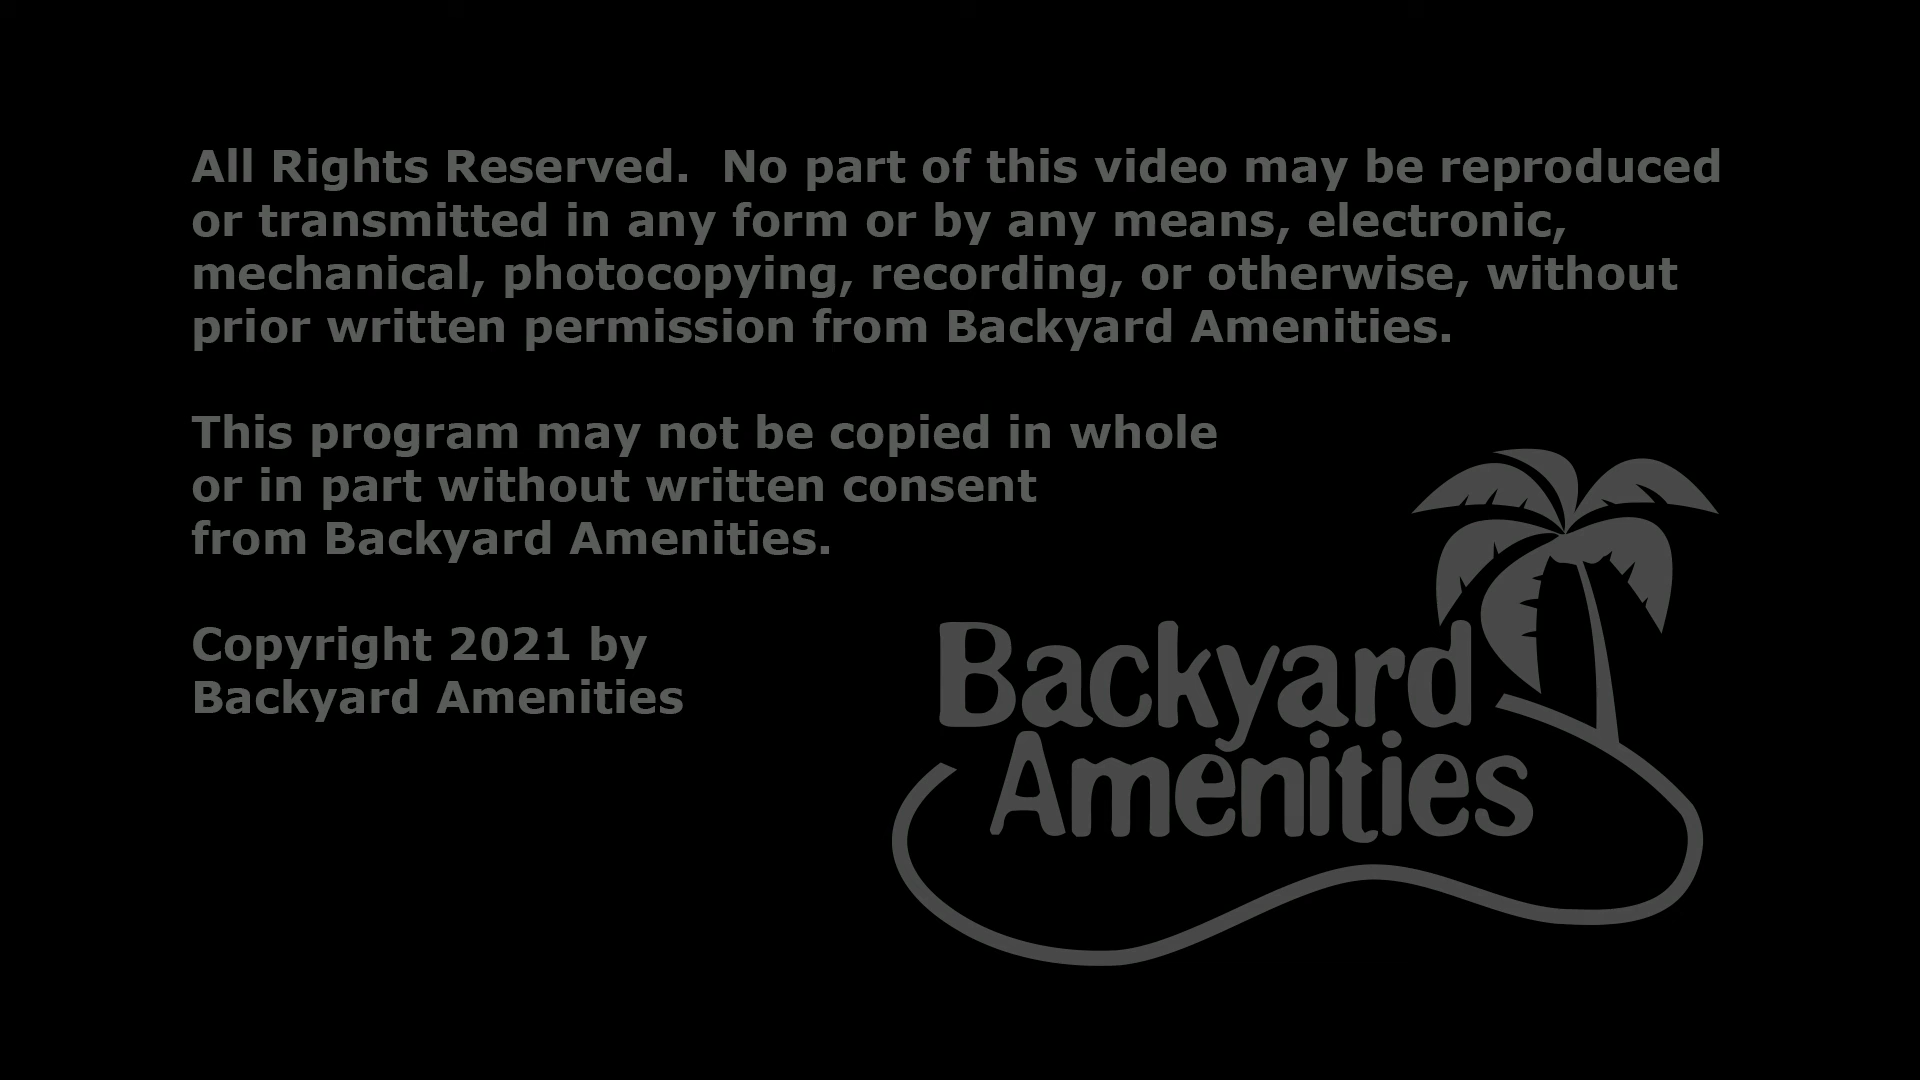 All Rights Reserved.  No part of this video may be reproduced
or transmitted in any form or by any means, electronic,
mechanical, photocopying, recording, or otherwise, without
prior written permission from Backyard Amenities.
This program may not be copied in whole
or in part without written consent
from Backyard Amenities.
Copyright 2021 by
Backyard Amenities
Backyard
Amenities